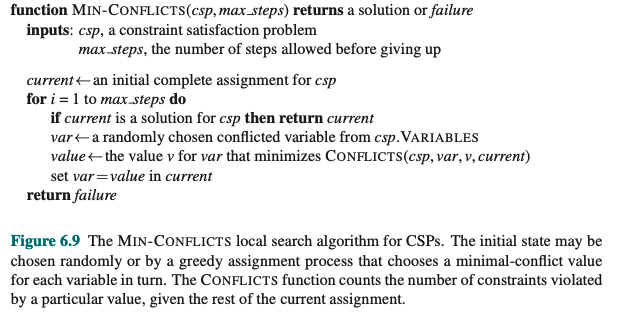 function MIN-CONFLICTS(csp, max_steps) returns a solution or failure
inputs: csp, a constraint satisfaction problem
max_steps, the number of steps allowed before giving up
current ← an initial complete assignment for csp
for i = 1 to max_steps do
if current is a solution for csp then return current
var ← a randomly chosen conflicted variable from csp.VARIABLES
value ← the value v for var that minimizes CONFLICTS(csp, var, v, current)
set var = value in current
return failure
Figure 6.9 The MIN-CONFLICTS local search algorithm for CSPs. The initial state may be
chosen randomly or by a greedy assignment process that chooses a minimal-conflict value
for each variable in turn. The CONFLICTS function counts the number of constraints violated
by a particular value, given the rest of the current assignment.